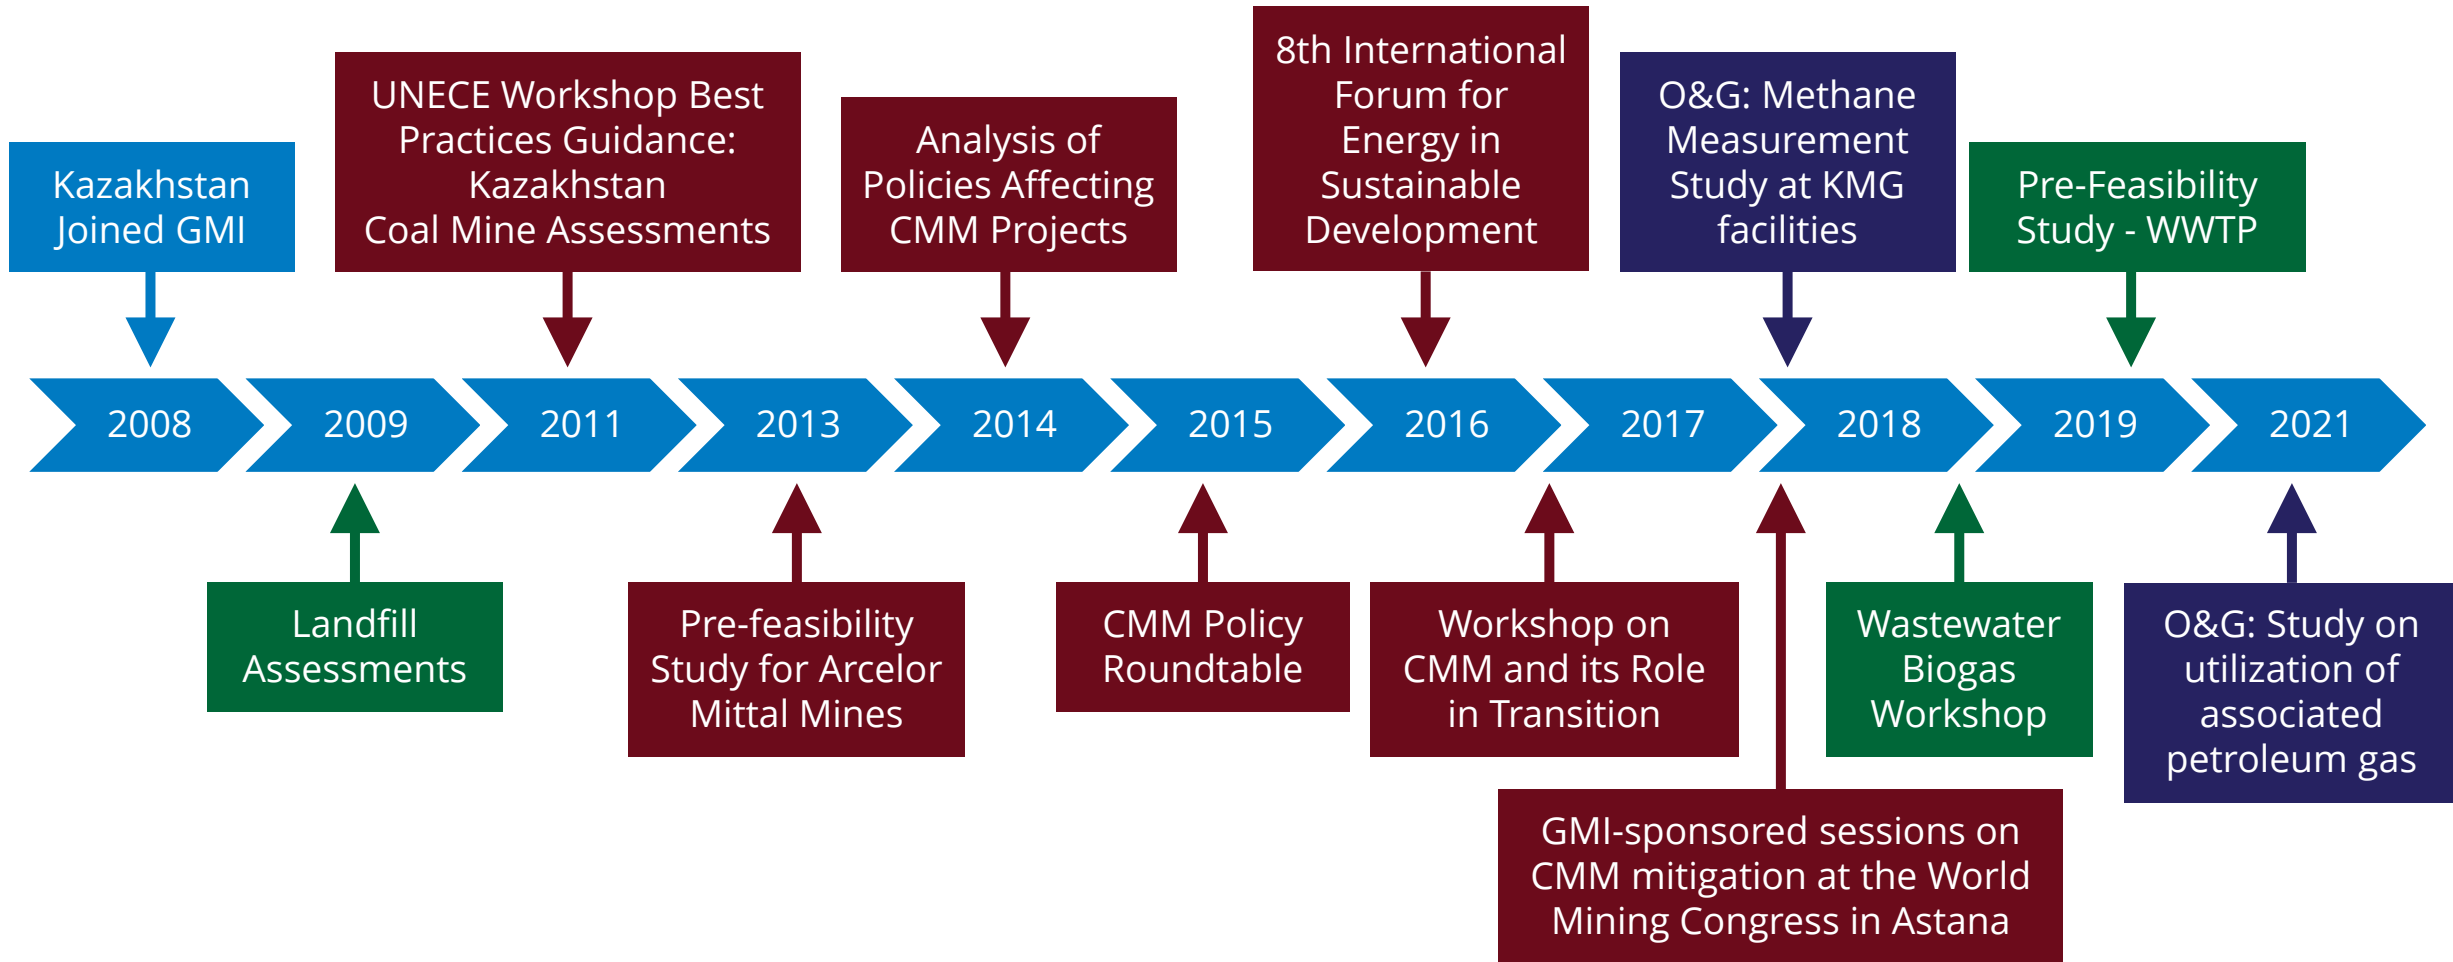 Kazakhstan
Joined GMI
UNECE Workshop Best
Practices Guidance:
Kazakhstan
Coal Mine Assessments
Analysis of
Policies Affecting
CMM Projects
8th International
Forum for
Energy in
Sustainable
Development
O&G: Methane
Measurement
Study at KMG
facilities
Pre-Feasibility
Study - WWTP
2008
2009
2011
2013
2014
2015
2016
2017
2018
2019
2021
Landfill
Assessments
Pre-feasibility
Study for Arcelor
Mittal Mines
CMM Policy
Roundtable
Workshop on
CMM and its Role
in Transition
GMI-sponsored sessions on
CMM mitigation at the World
Mining Congress in Astana
Wastewater
Biogas
Workshop
O&G: Study on
utilization of
associated
petroleum gas